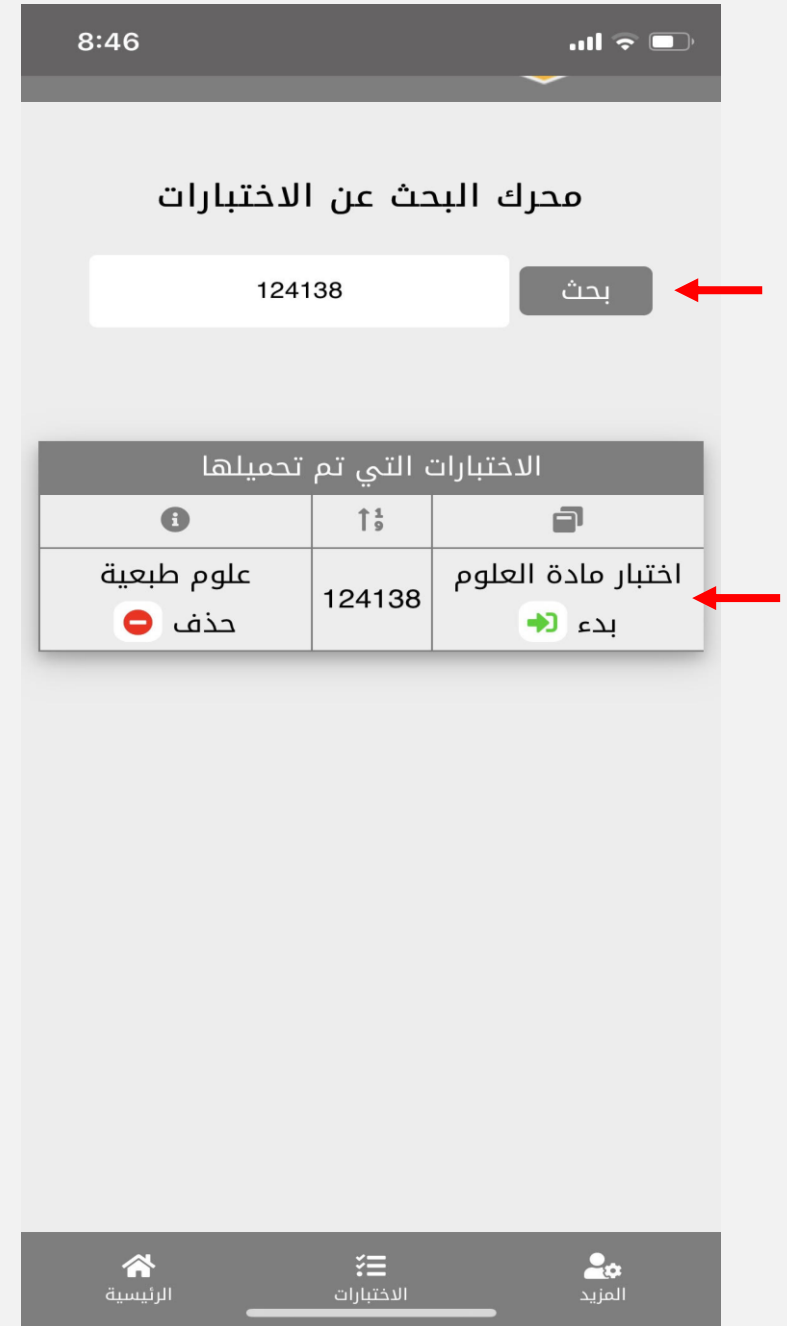 8:46
محرك البحث عن الاختبارات
بحث
124138
الاختبارات التي تم تحميلها
اختبار مادة العلوم
بدء
124138
علوم طبعية
حذف
المزيد
الاختبارات
الرئيسية